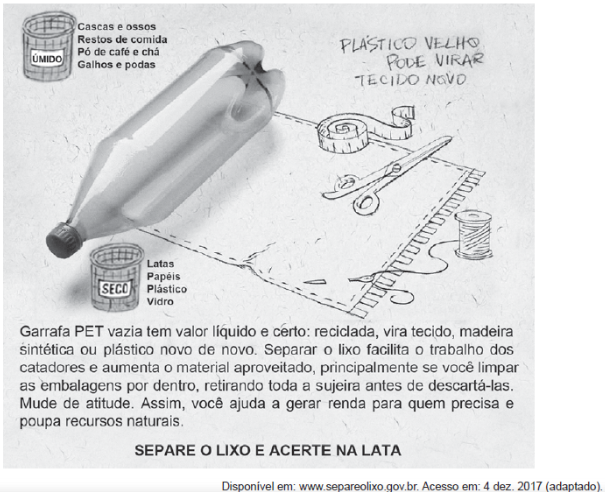 Cascas e ossos
Restos de comida
Pó de café e chá
Galhos e podas
ÚMIDO
PLÁSTICO VELHO
PODE VIRAR
TECIDO NOVO
Latas
Papéis
Plástico
Vidro
SECO
Garrafa PET vazia tem valor líquido e certo: reciclada, vira tecido, madeira
sintética ou plástico novo de novo. Separar o lixo facilita o trabalho dos
catadores e aumenta o material aproveitado, principalmente se você limpar
as embalagens por dentro, retirando toda a sujeira antes de descartá-las.
Mude de atitude. Assim, você ajuda a gerar renda para quem precisa e
poupa recursos naturais.
SEPARE O LIXO E ACERTE NA LATA
Disponível em: www.separeolixo.gov.br. Acesso em: 4 dez. 2017 (adaptado).